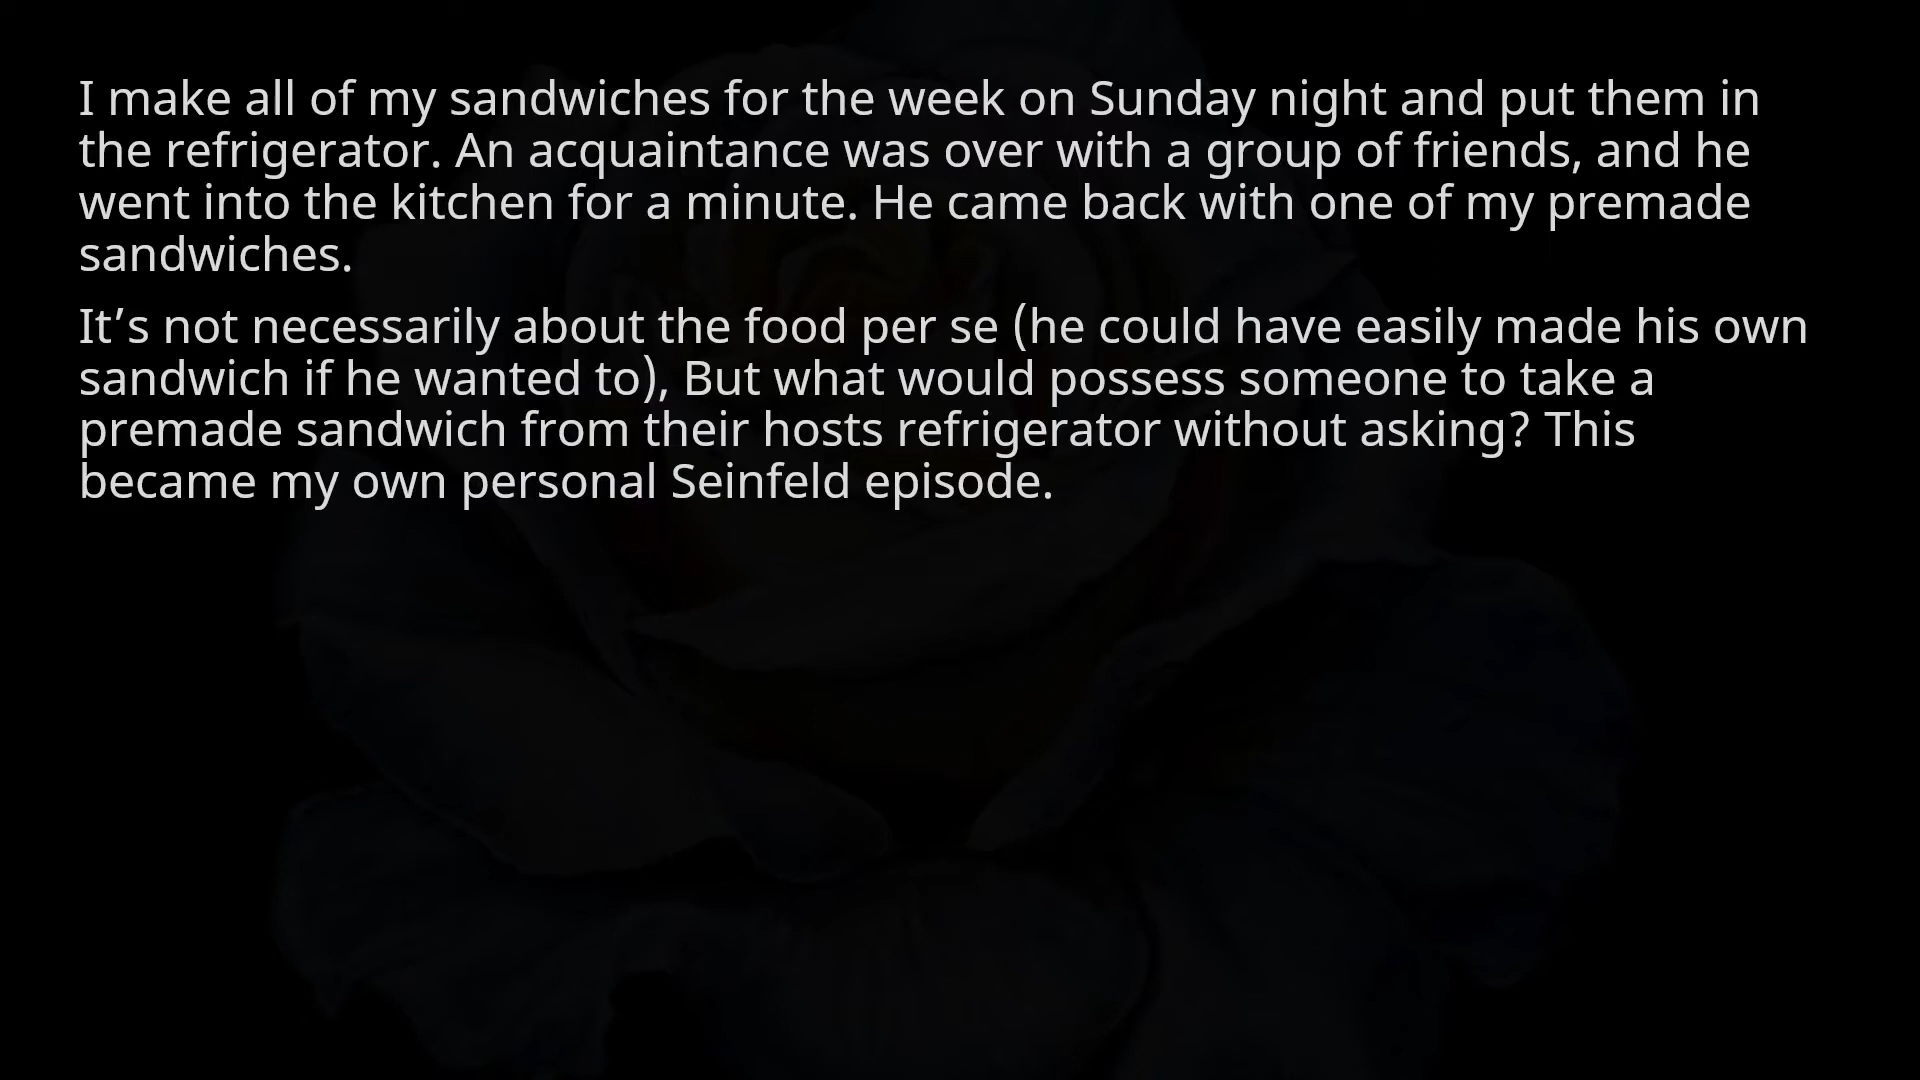 I make all of my sandwiches for the week on Sunday night and put them in
the refrigerator. An acquaintance was over with a group of friends, and he
went into the kitchen for a minute. He came back with one of my premade
sandwiches.
It’s not necessarily about the food per se (he could have easily made his own
sandwich if he wanted to), But what would possess someone to take a
premade sandwich from their hosts refrigerator without asking? This
became my own personal Seinfeld episode.